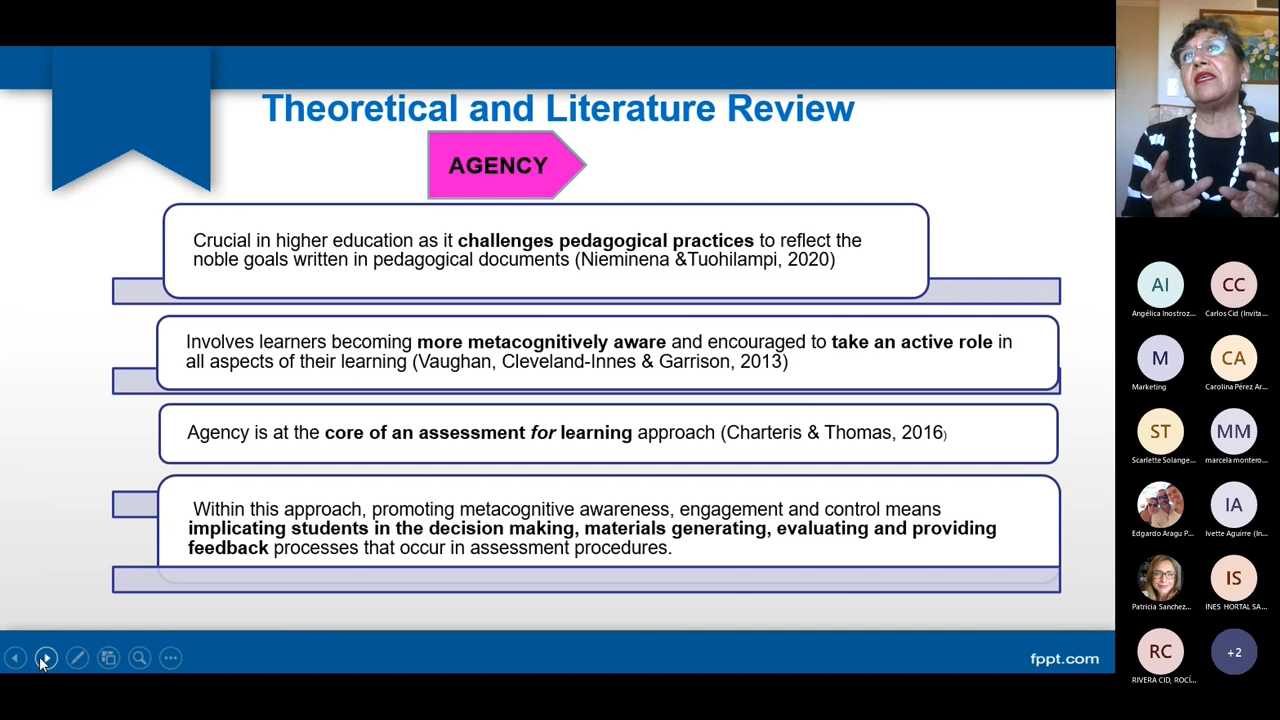 Theoretical and Literature Review
AGENCY
Crucial in higher education as it challenges pedagogical practices to reflect the
noble goals written in pedagogical documents (Nieminena &Tuohilampi, 2020)
Involves learners becoming more metacognitively aware and encouraged to take an active role in
all aspects of their learning (Vaughan, Cleveland-Innes & Garrison, 2013)
Agency is at the core of an assessment for learning approach (Charteris & Thomas, 2016)
Within this approach, promoting metacognitive awareness, engagement and control means
implicating students in the decision making, materials generating, evaluating and providing
feedback processes that occur in assessment procedures.
fppt.com
AI
CC
Angélica Inostroz...
Carlos Cid (Invita...
M
CA
Marketing
Carolina Pérez Ar...
ST
MM
Scarlette Solange...
marcela montero...
IA
Edgardo Aragu P...
Ivette Aguirre (In...
IS
Patricia Sanchez...
INES HORTAL SA...
RC
+2
RIVERA CID, ROCÍ...